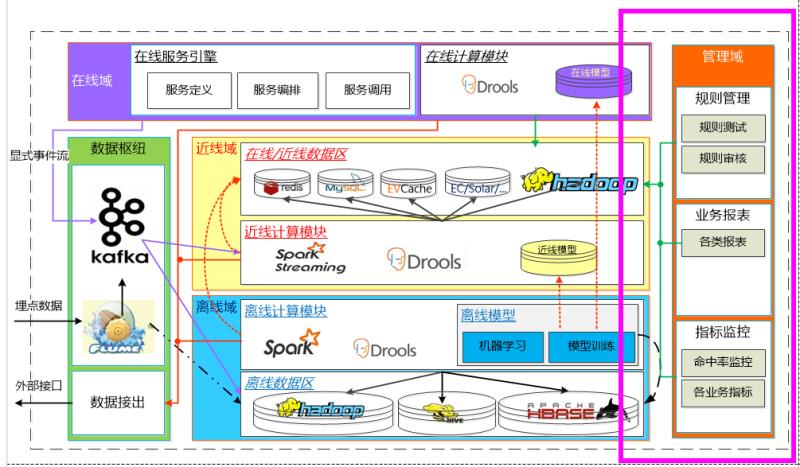 在线域
在线服务引擎
服务定义
服务编排
服务调用
在线计算模块
Drools
在线模型
管理域
规则管理
规则测试
规则审核
业务报表
各类报表
指标监控
命中率监控
各业务指标
显式事件流
数据枢纽
kafka
埋点数据
FLUME
外部接口
数据接出
近线域
在线/近线数据区
redis
MySQL
EVCache
EC/Solar/...
hadoop
近线计算模块
Spark
Streaming
Drools
近线模型
离线域
离线计算模块
Spark
Drools
离线模型
机器学习
模型训练
离线数据区
hadoop
HIVE
APACHE
HBASE